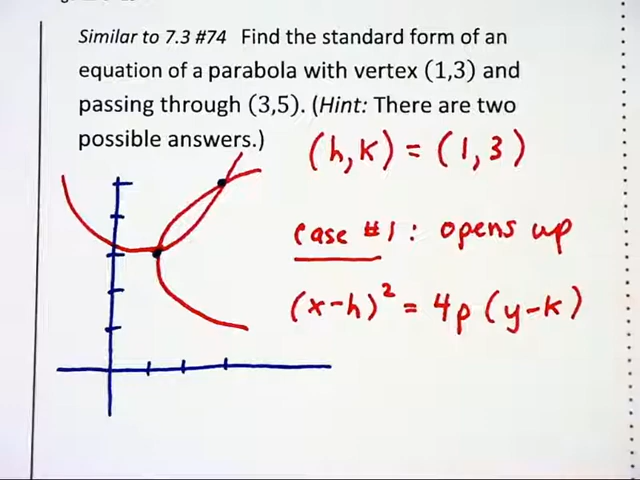 Similar to 7.3 #74 Find the standard form of an
equation of a parabola with vertex (1,3) and
passing through (3,5). (Hint: There are two
possible answers.)
(h,k) = (1,3)
case #1: opens up
(x-h)² = 4p(y-k)